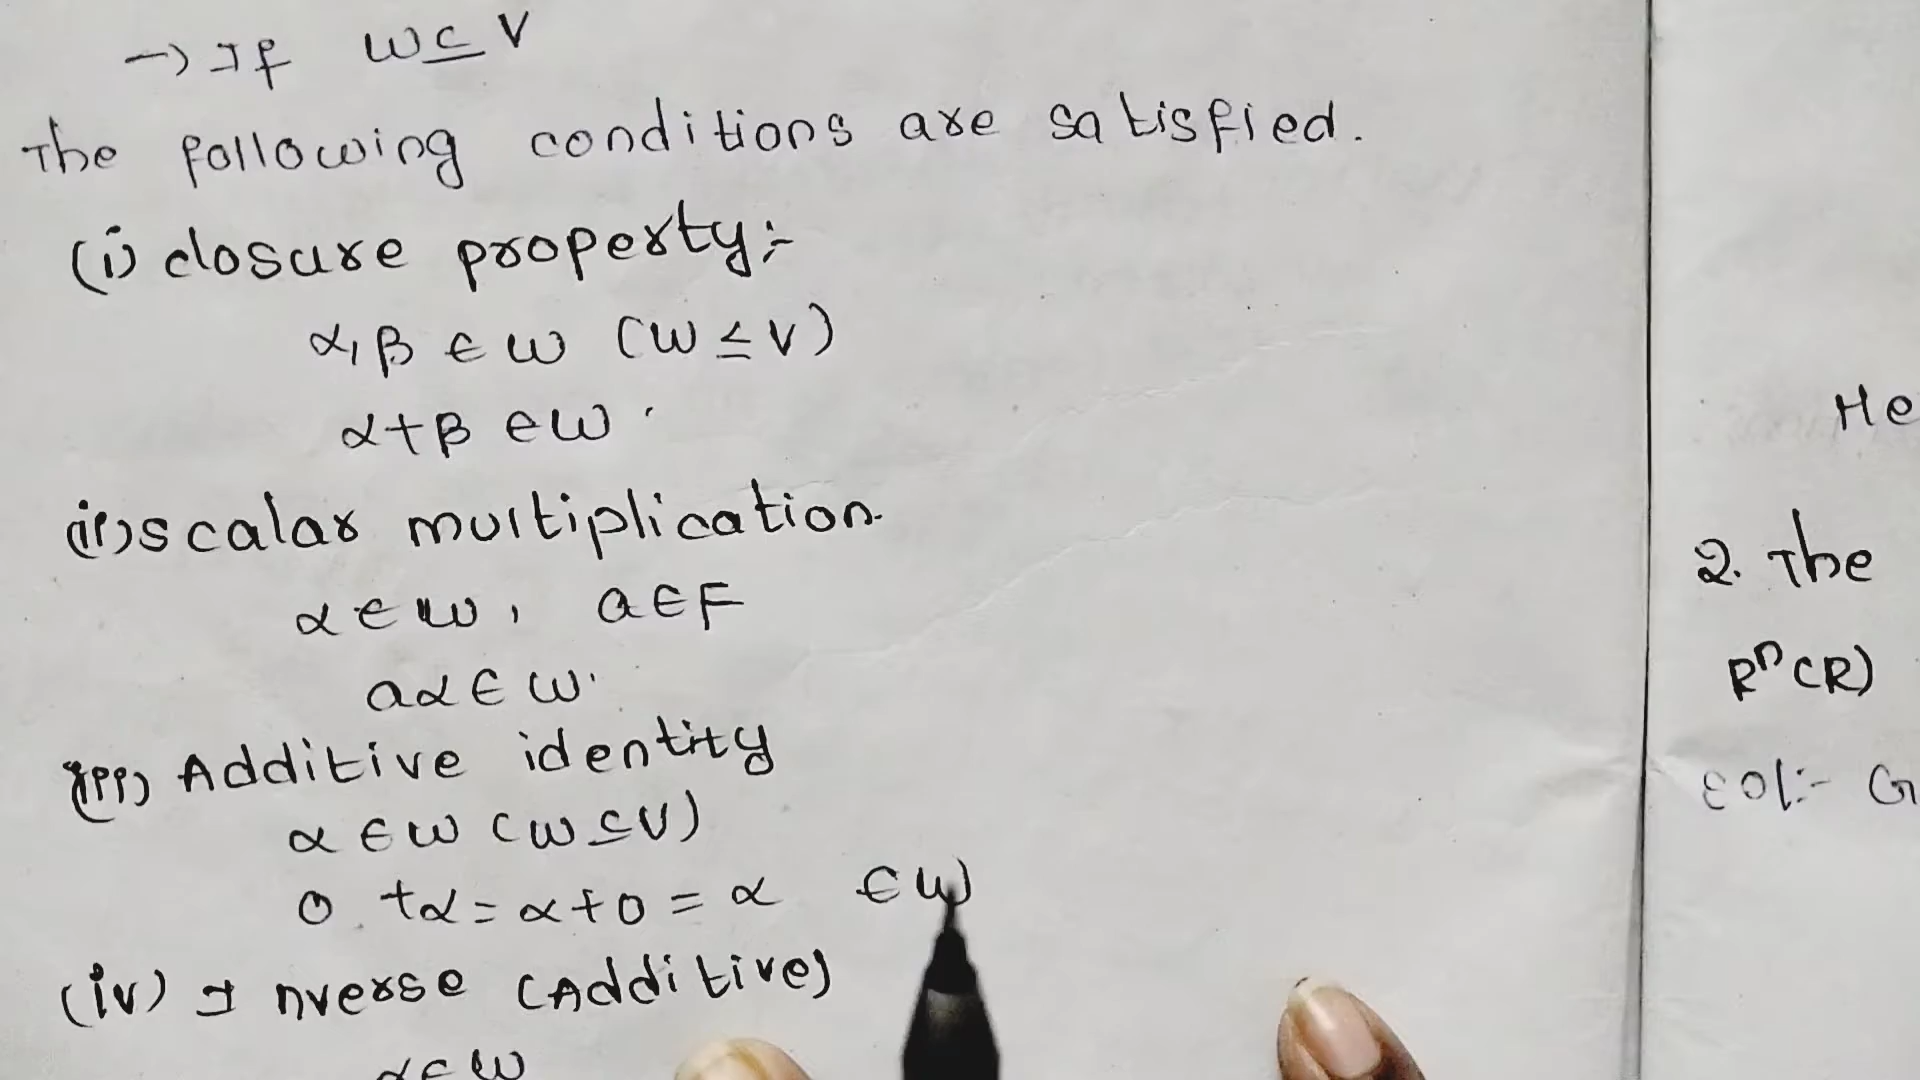 → If W ⊆ V
The following conditions are satisfied.
(i) closure property:-
α, β ∈ W (W ≤ V)
α + β ∈ W.
(ii) scalar multiplication.
α ∈ W, a ∈ F
aα ∈ W.
(iii) Additive identity
α ∈ W (W ⊆ V)
0 + α = α + 0 = α ∈ W
(iv) Inverse (Additive)
α ∈ W
He
2. The
Rⁿ(R)
Sol:- G